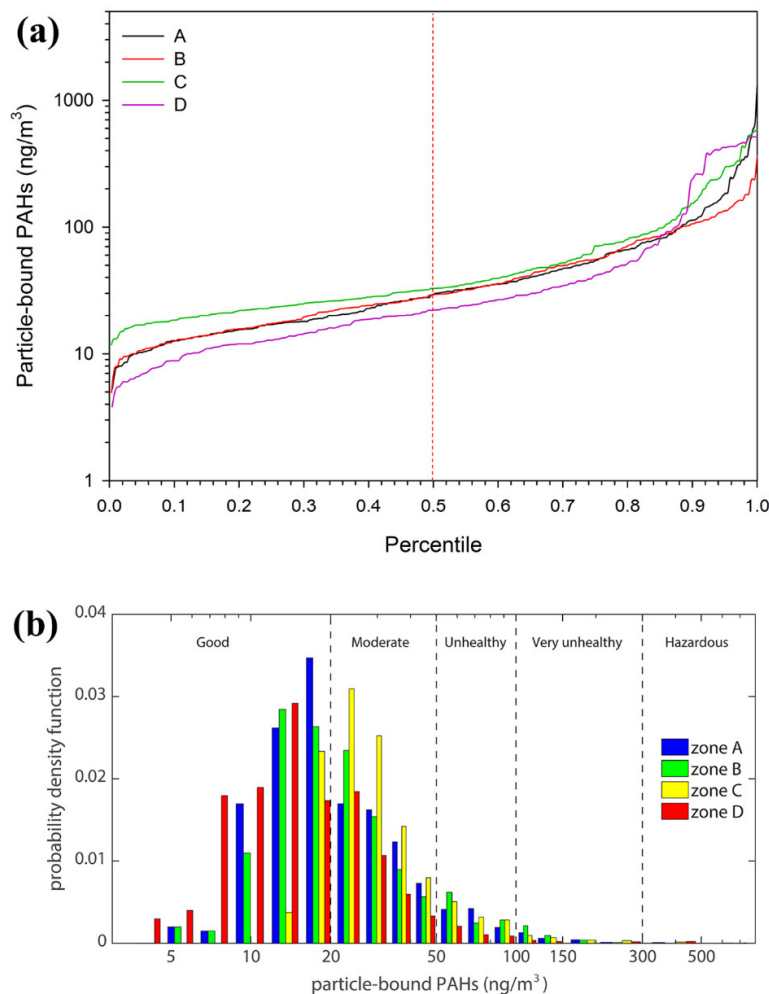 (a)
A
B
C
D
Particle-bound PAHs (ng/m³)
1000
100
10
1
0.0 0.1 0.2 0.3 0.4 0.5 0.6 0.7 0.8 0.9 1.0
Percentile
(b)
probability density function
0.04
0.03
0.02
0.01
0
Good Moderate Unhealthy Very unhealthy Hazardous
zone A
zone B
zone C
zone D
5 10 20 50 100 150 300 500
particle-bound PAHs (ng/m³)